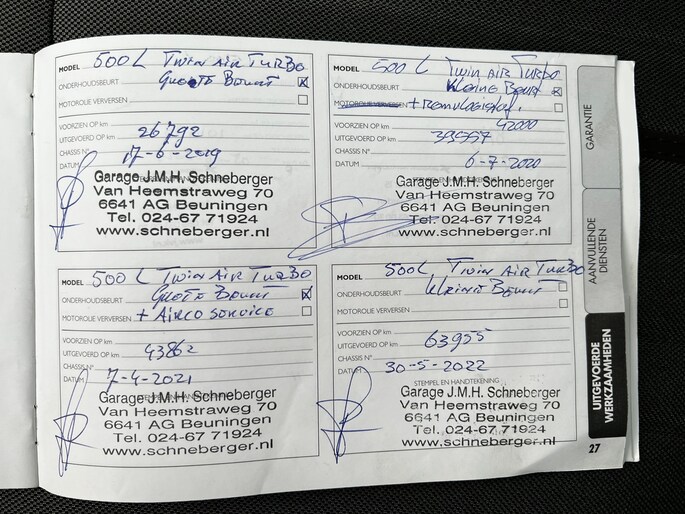 MODEL 500L TWIN AIR TURBO
ONDERHOUDSBEURT GROTE BEURT
MOTOROLIE VERVERSEN
VOORZIEN OP km
UITGEVOERD OP km 26792
CHASSIS N°
DATUM 17-6-2019
Garage J.M.H. Schneberger
Van Heemstraweg 70
6641 AG Beuningen
Tel. 024-67 71924
www.schneberger.nl
MODEL 500 L TWIN AIR TURBO
ONDERHOUDSBEURT KLEINE BEURT
MOTOROLIE VERVERSEN + REMVLOEISTOF
VOORZIEN OP km 42000
UITGEVOERD OP km
CHASSIS N°
DATUM 6-7-2020
Garage J.M.H. Schneberger
Van Heemstraweg 70
6641 AG Beuningen
Tel. 024-67 71924
www.schneberger.nl
MODEL 500 L TWIN AIR TURBO
ONDERHOUDSBEURT GROTE BEURT
MOTOROLIE VERVERSEN + AIRCO SERVICE
VOORZIEN OP km
UITGEVOERD OP km 43862
CHASSIS N°
DATUM 7-4-2021
Garage J.M.H. Schneberger
Van Heemstraweg 70
6641 AG Beuningen
Tel. 024-67 71924
www.schneberger.nl
MODEL 500L, TWIN AIR TURBO
ONDERHOUDSBEURT KLEINE BEURT
MOTOROLIE VERVERSEN
VOORZIEN OP km
UITGEVOERD OP km 63955
CHASSIS N°
DATUM 30-5-2022
STEMPEL EN HANDTEKENING
Garage J.M.H. Schneberger
Van Heemstraweg 70
6641 AG Beuningen
Tel. 024-67 71924
www.schneberger.nl
GARANTIE
AANVULLENDE
DIENSTEN
UITGEVOERDE
WERKZAAMHEDEN
27